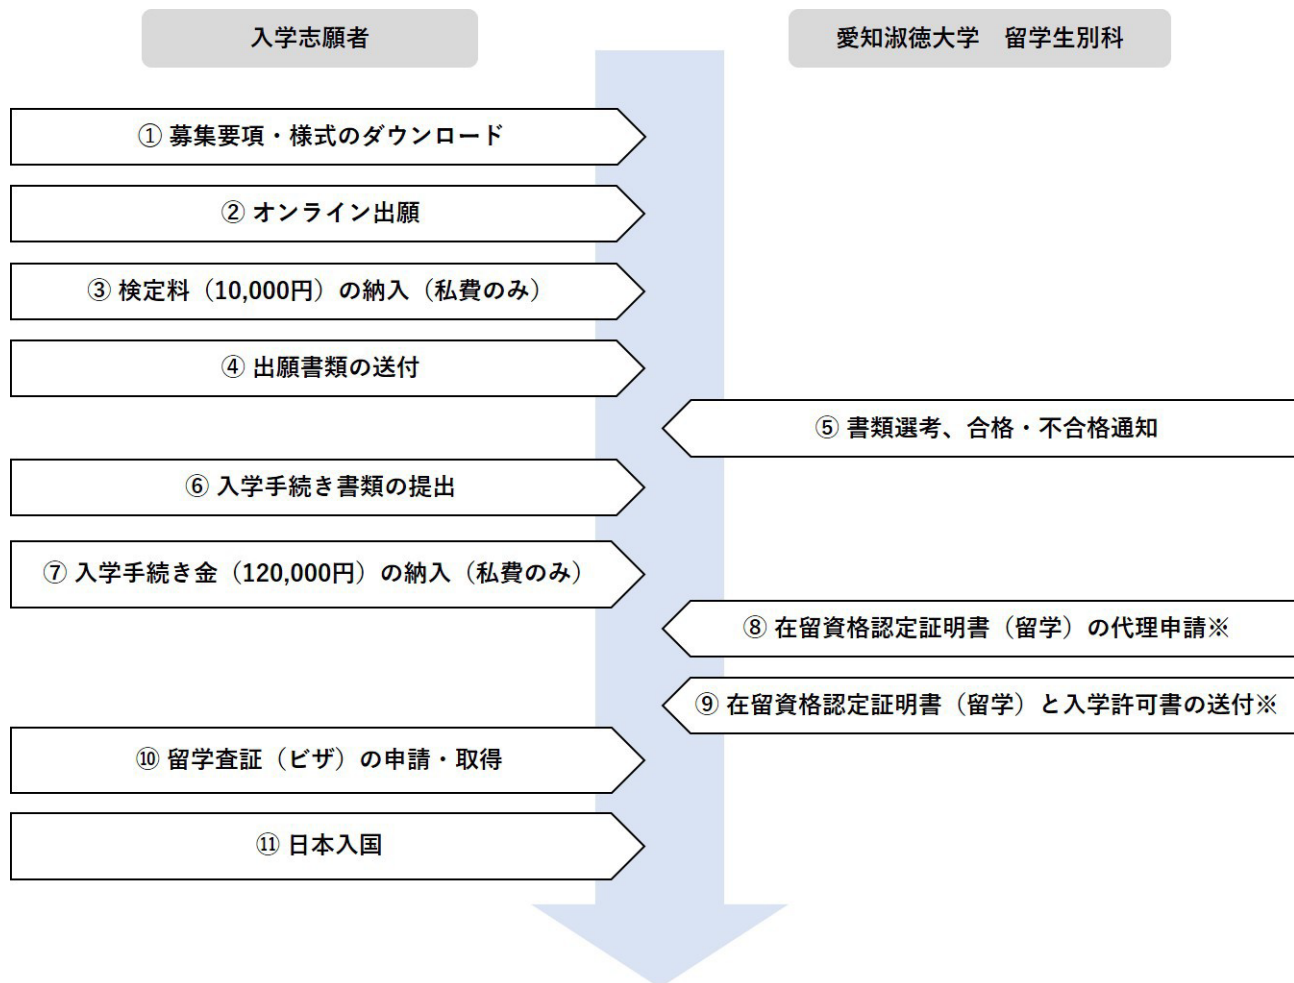 入学志願者
愛知淑徳大学　留学生別科
① 募集要項・様式のダウンロード
② オンライン出願
③ 検定料（10,000円）の納入（私費のみ）
④ 出願書類の送付
⑤ 書類選考、合格・不合格通知
⑥ 入学手続き書類の提出
⑦ 入学手続き金（120,000円）の納入（私費のみ）
⑧ 在留資格認定証明書（留学）の代理申請※
⑨ 在留資格認定証明書（留学）と入学許可書の送付※
⑩ 留学査証（ビザ）の申請・取得
⑪ 日本入国